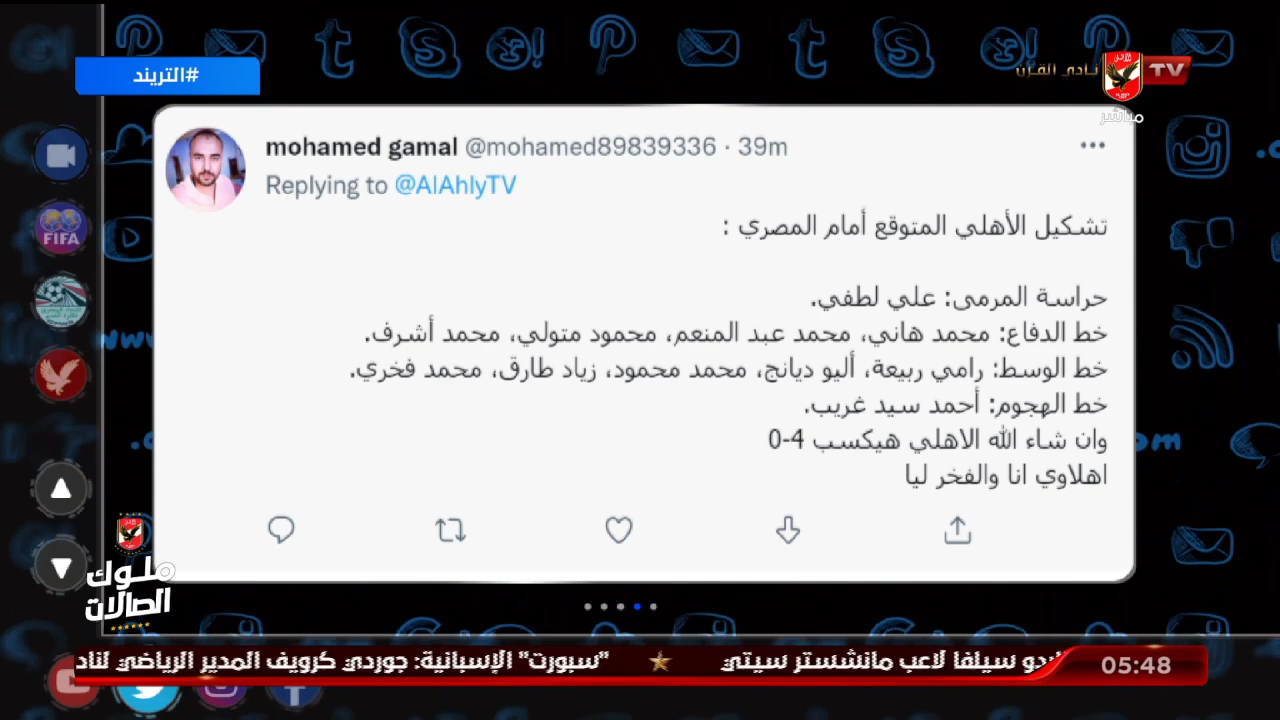 #التريند
نادي القرن
TV
مباشر
mohamed gamal @mohamed89839336 · 39m
Replying to @AlAhlyTV
تشكيل الأهلي المتوقع أمام المصري :
حراسة المرمى: علي لطفي.
خط الدفاع: محمد هاني، محمد عبد المنعم، محمود متولي، محمد أشرف.
خط الوسط: رامي ربيعة، أليو ديانج، محمد محمود، زياد طارق، محمد فخري.
خط الهجوم: أحمد سيد غريب.
وان شاء الله الاهلي هيكسب 4-0
اهلاوي انا والفخر ليا
FIFA
ملوك
الصالات
سيلفا لاعب مانشستر سيتي ★ "سبورت" الإسبانية: جوردي كرويف المدير الرياضي
05:48